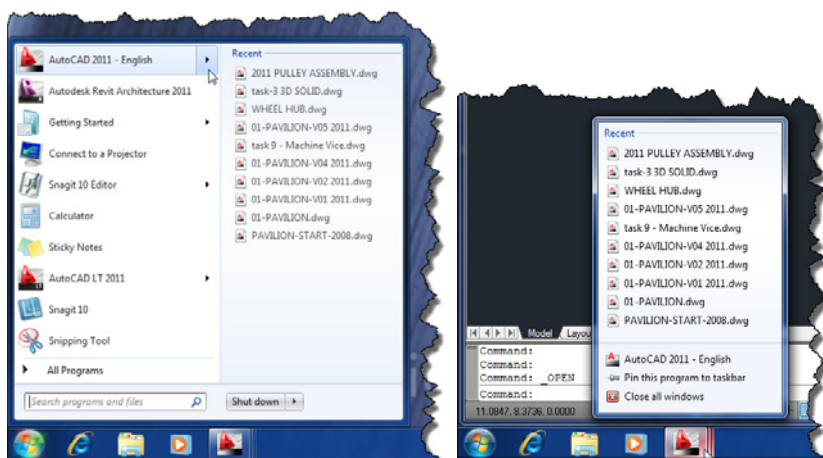 AutoCAD 2011 - English
Autodesk Revit Architecture 2011
Getting Started
Connect to a Projector
Snagit 10 Editor
Calculator
Sticky Notes
AutoCAD LT 2011
Snagit 10
Snipping Tool
All Programs
Search programs and files
Recent
2011 PULLEY ASSEMBLY.dwg
task-3 3D SOLID.dwg
WHEEL HUB.dwg
01-PAVILION-V05 2011.dwg
task 9 - Machine Vice.dwg
01-PAVILION-V04 2011.dwg
01-PAVILION-V02 2011.dwg
01-PAVILION-V01 2011.dwg
01-PAVILION.dwg
PAVILION-START-2008.dwg
Shut down
Recent
2011 PULLEY ASSEMBLY.dwg
task-3 3D SOLID.dwg
WHEEL HUB.dwg
01-PAVILION-V05 2011.dwg
task 9 - Machine Vice.dwg
01-PAVILION-V04 2011.dwg
01-PAVILION-V02 2011.dwg
01-PAVILION-V01 2011.dwg
01-PAVILION.dwg
PAVILION-START-2008.dwg
AutoCAD 2011 - English
Pin this program to taskbar
Close all windows
Model Layou
Command:
Command:
Command: _OPEN
Command:
11.0847, 8.3736, 0.0000